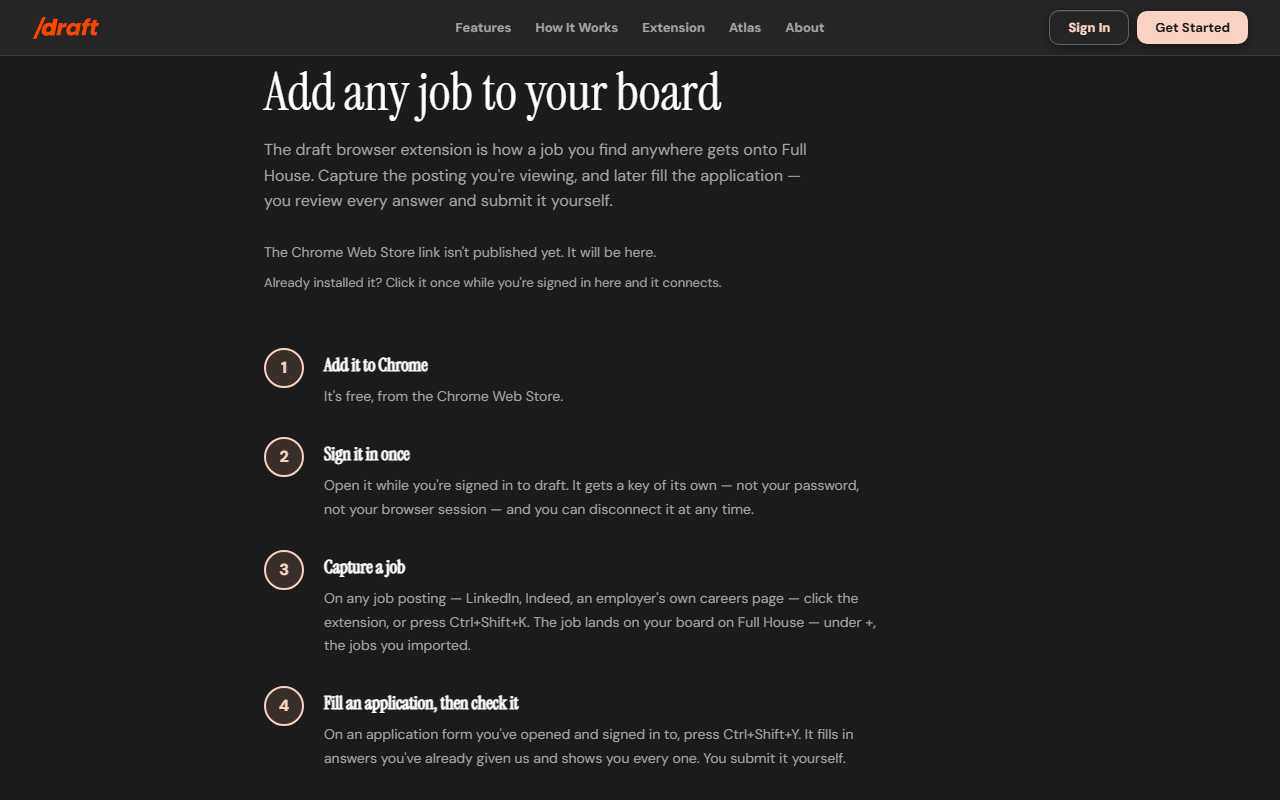 /draft
Features
How It Works
Extension
Atlas
About
Sign In
Get Started
Add any job to your board
The draft browser extension is how a job you find anywhere gets onto Full
House. Capture the posting you're viewing, and later fill the application —
you review every answer and submit it yourself.
The Chrome Web Store link isn't published yet. It will be here.
Already installed it? Click it once while you're signed in here and it connects.
1
Add it to Chrome
It's free, from the Chrome Web Store.
2
Sign it in once
Open it while you're signed in to draft. It gets a key of its own — not your password,
not your browser session — and you can disconnect it at any time.
3
Capture a job
On any job posting — LinkedIn, Indeed, an employer's own careers page — click the
extension, or press Ctrl+Shift+K. The job lands on your board on Full House — under +,
the jobs you imported.
4
Fill an application, then check it
On an application form you've opened and signed in to, press Ctrl+Shift+Y. It fills in
answers you've already given us and shows you every one. You submit it yourself.